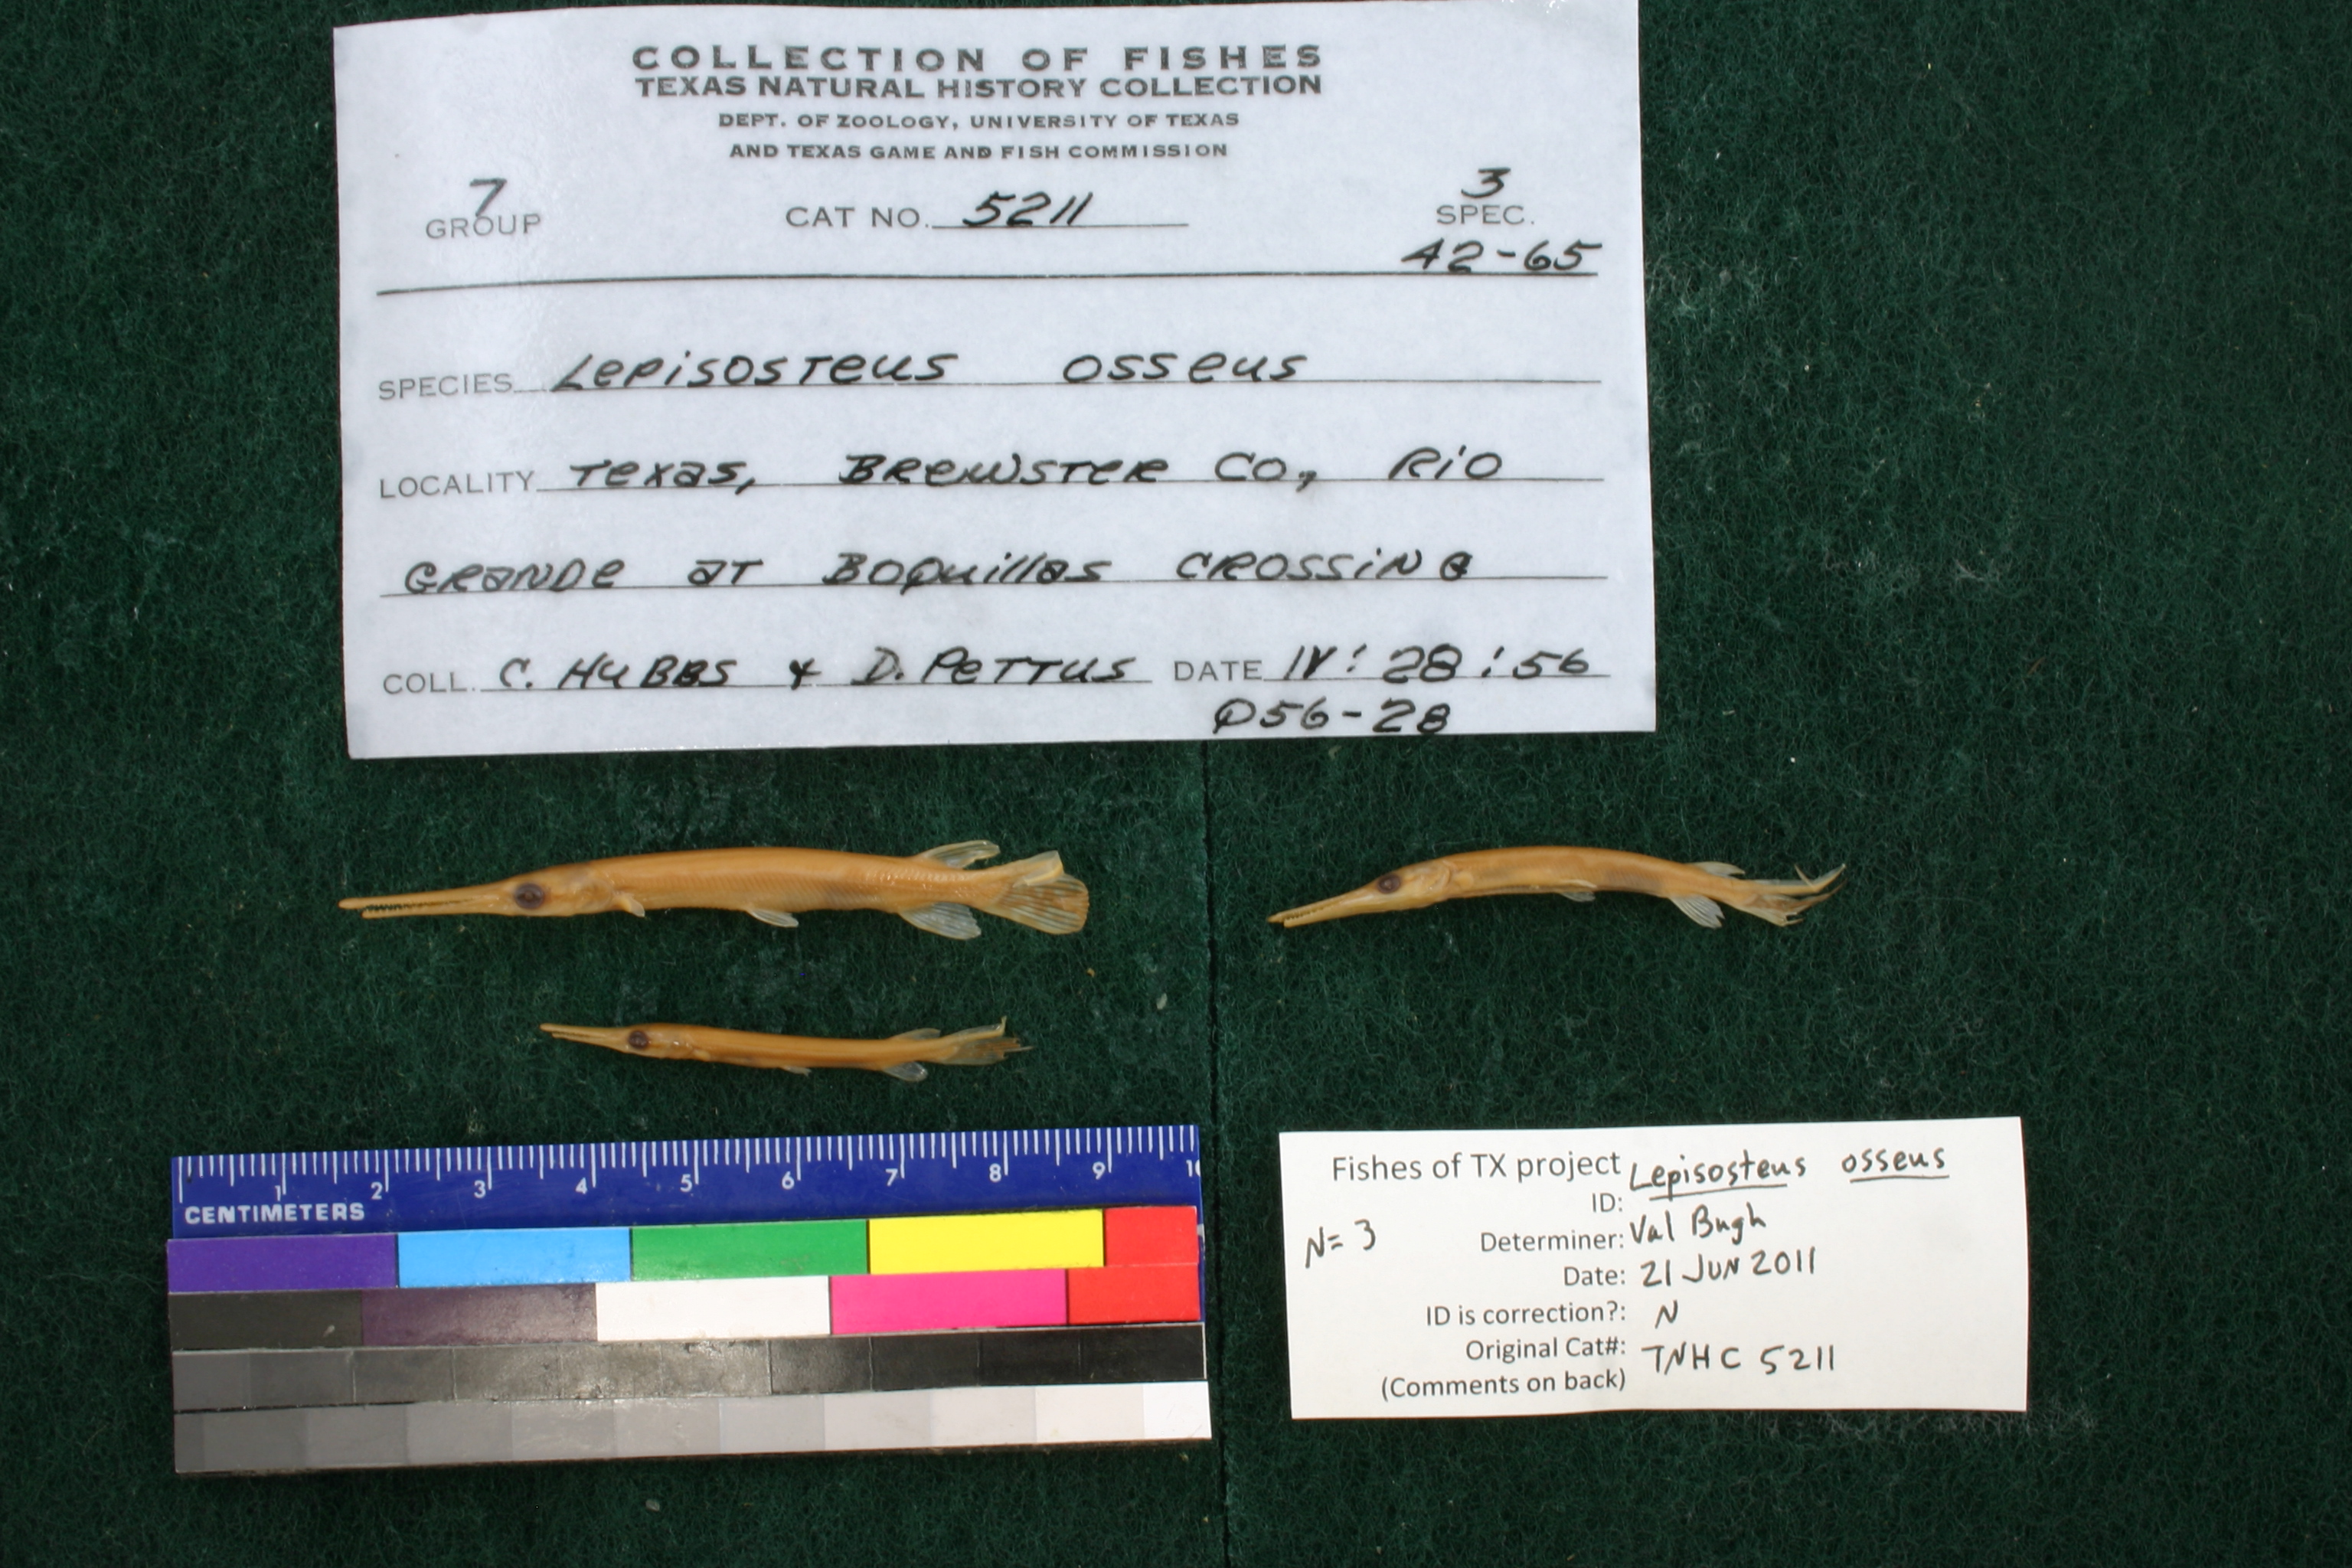 COLLECTION OF FISHES
TEXAS NATURAL HISTORY COLLECTION
DEPT. OF ZOOLOGY, UNIVERSITY OF TEXAS
AND TEXAS GAME AND FISH COMMISSION
7 3
GROUP CAT NO. 5211 SPEC.
42-65
SPECIES Lepisosteus osseus
LOCALITY Texas, Brewster Co, Rio
Grande at Boquillas Crossing
COLL. C. Hubbs & D. Pettus DATE IV:28:56
Q56-28
1 2 3 4 5 6 7 8 9 10
CENTIMETERS
Fishes of TX project Lepisosteus osseus
ID:
N=3 Determiner: Val Bugh
Date: 21 JUN 2011
ID is correction?: N
Original Cat#: TNHC 5211
(Comments on back)